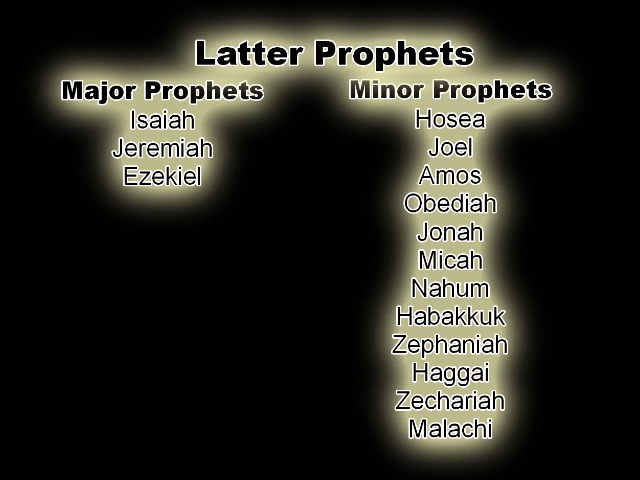 Latter Prophets
Major Prophets
Isaiah
Jeremiah
Ezekiel
Minor Prophets
Hosea
Joel
Amos
Obediah
Jonah
Micah
Nahum
Habakkuk
Zephaniah
Haggai
Zechariah
Malachi